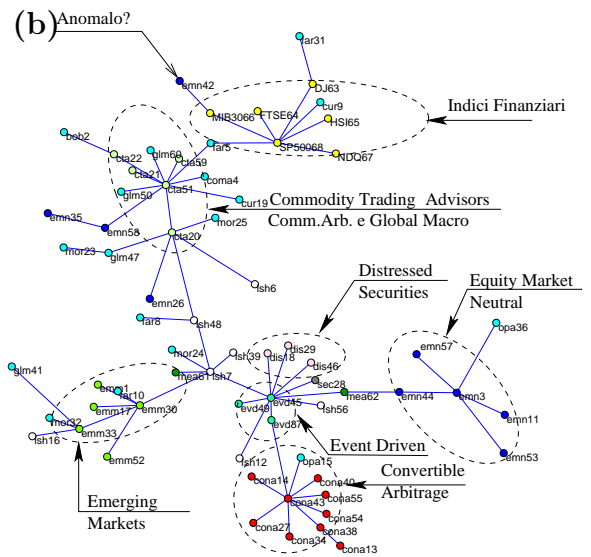 (b)
Anomalo?
far31
emn42
DJ63
cur9
MIB3066
FTSE64
HSI65
Indici Finanziari
bob2
glm60
far5
SP50068
cta22
cta59
NDQ67
cta21
coma4
cta51
glm50
cur19
Commodity Trading Advisors
Comm.Arb. e Global Macro
emn35
emn58
mor25
cta20
mor23
glm47
Distressed
Securities
Equity Market
Neutral
lsh6
emn26
far8
lsh48
opa36
dis29
emn57
mor24
lsh39
dis18
dis46
glm41
mea61
lsh7
sec28
emm1
far10
mea62
emn44
emn3
emm17
emm30
evd49
evd45
lsh56
emn11
mor32
evd87
lsh16
emm33
Event Driven
emm52
lsh12
opa15
emn53
Convertible
Arbitrage
cona14
cona40
Emerging
Markets
cona43
cona55
cona54
cona27
cona38
cona34
cona13